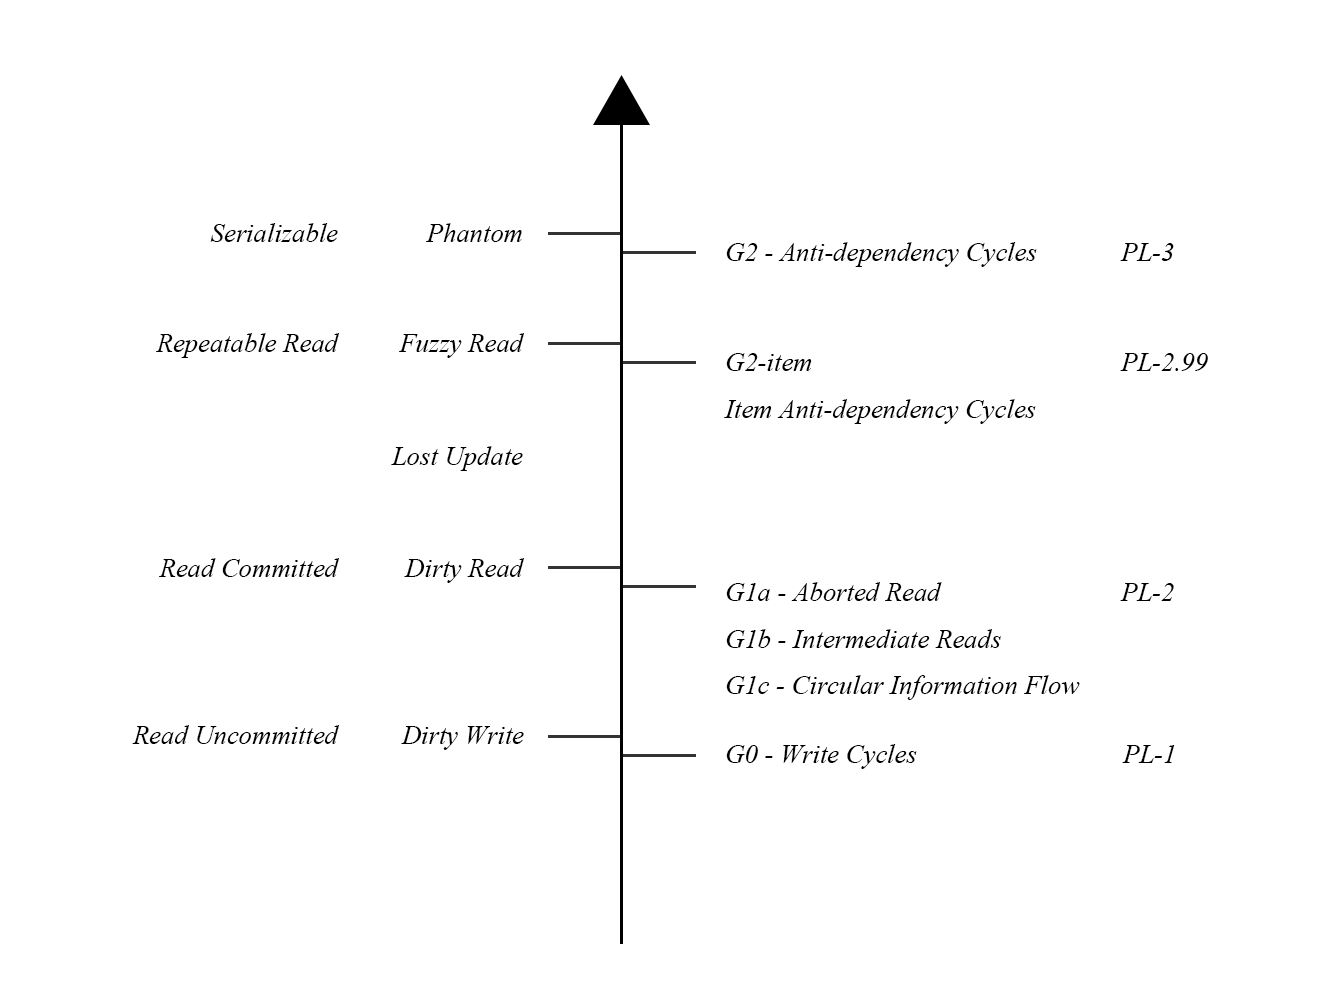 Serializable Phantom
G2 - Anti-dependency Cycles PL-3
Repeatable Read Fuzzy Read
G2-item PL-2.99
Item Anti-dependency Cycles
Lost Update
Read Committed Dirty Read
G1a - Aborted Read PL-2
G1b - Intermediate Reads
G1c - Circular Information Flow
Read Uncommitted Dirty Write
G0 - Write Cycles PL-1